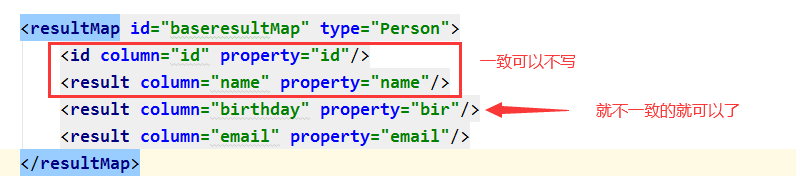 <resultMap id="baseresultMap" type="Person">
<id column="id" property="id"/>
一致可以不写
<result column="name" property="name"/>
<result column="birthday" property="bir"/>
就不一致的就可以了
<result column="email" property="email"/>
</resultMap>